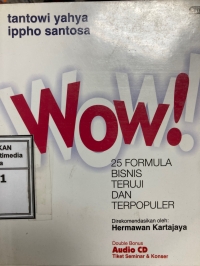 tantowi yahya
ippho santosa
Wow!
KAN
timedia
a
1
25 FORMULA
BISNIS
TERUJI
DAN
TERPOPULER
Direkomendasikan oleh:
Hermawan Kartajaya
Double Bonus
Audio CD
Tiket Seminar & Konser